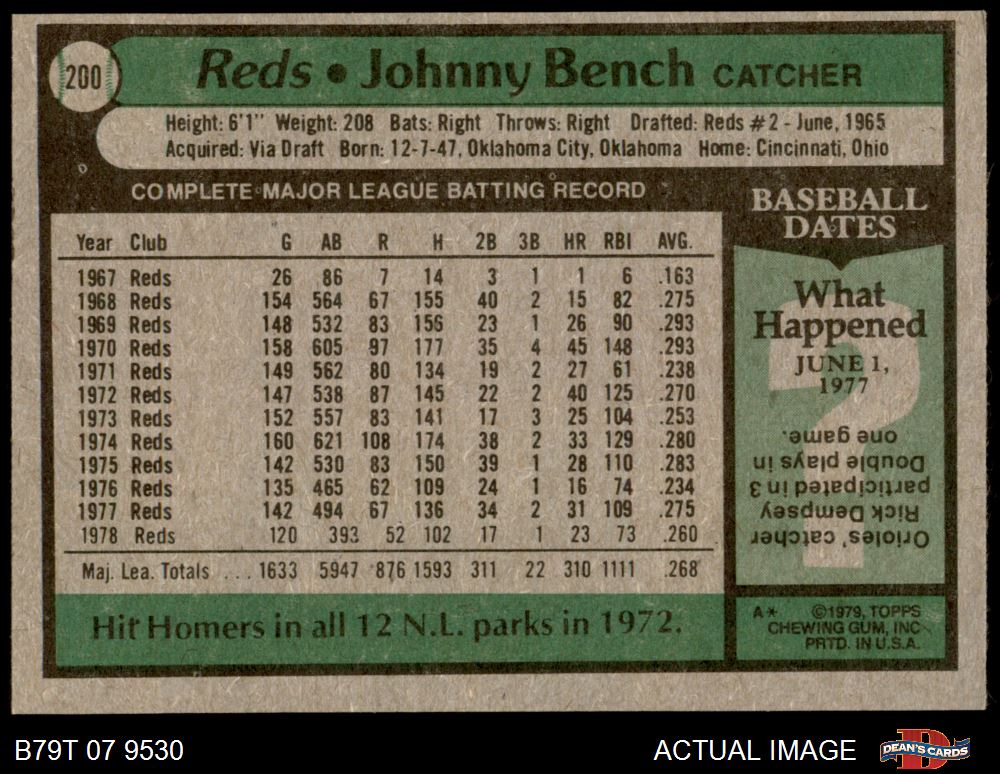 200
Reds • Johnny Bench CATCHER
Height: 6'1" Weight: 208 Bats: Right Throws: Right Drafted: Reds #2 - June, 1965
Acquired: Via Draft Born: 12-7-47, Oklahoma City, Oklahoma Home: Cincinnati, Ohio
COMPLETE MAJOR LEAGUE BATTING RECORD
Year Club G AB R H 2B 3B HR RBI AVG.
1967 Reds 26 86 7 14 3 1 1 6 .163
1968 Reds 154 564 67 155 40 2 15 82 .275
1969 Reds 148 532 83 156 23 1 26 90 .293
1970 Reds 158 605 97 177 35 4 45 148 .293
1971 Reds 149 562 80 134 19 2 27 61 .238
1972 Reds 147 538 87 145 22 2 40 125 .270
1973 Reds 152 557 83 141 17 3 25 104 .253
1974 Reds 160 621 108 174 38 2 33 129 .280
1975 Reds 142 530 83 150 39 1 28 110 .283
1976 Reds 135 465 62 109 24 1 16 74 .234
1977 Reds 142 494 67 136 34 2 31 109 .275
1978 Reds 120 393 52 102 17 1 23 73 .260
Maj. Lea. Totals ... 1633 5947 876 1593 311 22 310 1111 .268
Hit Homers in all 12 N.L. parks in 1972.
BASEBALL
DATES
What
Happened
JUNE 1,
1977
Orioles' catcher
Rick Dempsey
participated in 3
Double plays in
one game.
A* ©1979, TOPPS
CHEWING GUM, INC
PRTD. IN U.S.A.
B79T 07 9530
ACTUAL IMAGE
DEAN'S CARDS